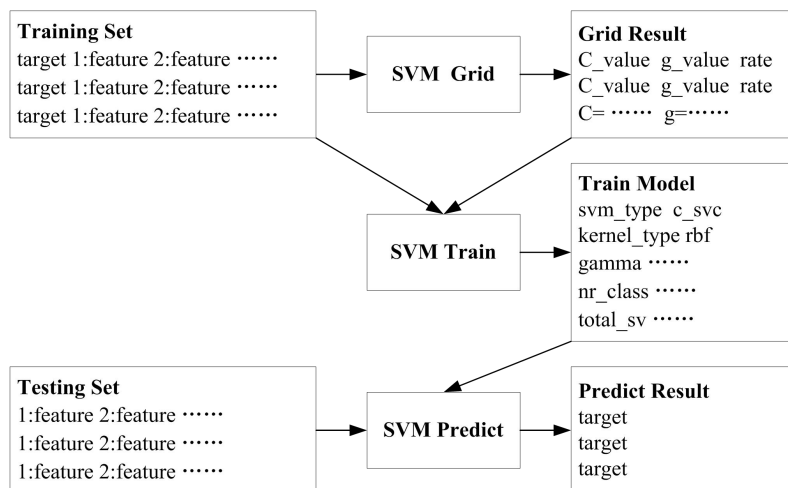 Training Set
target 1:feature 2:feature ······
target 1:feature 2:feature ······
target 1:feature 2:feature ······
SVM Grid
Grid Result
C_value g_value rate
C_value g_value rate
C= ······ g=······
SVM Train
Train Model
svm_type c_svc
kernel_type rbf
gamma ······
nr_class ······
total_sv ······
Testing Set
1:feature 2:feature ······
1:feature 2:feature ······
1:feature 2:feature ······
SVM Predict
Predict Result
target
target
target